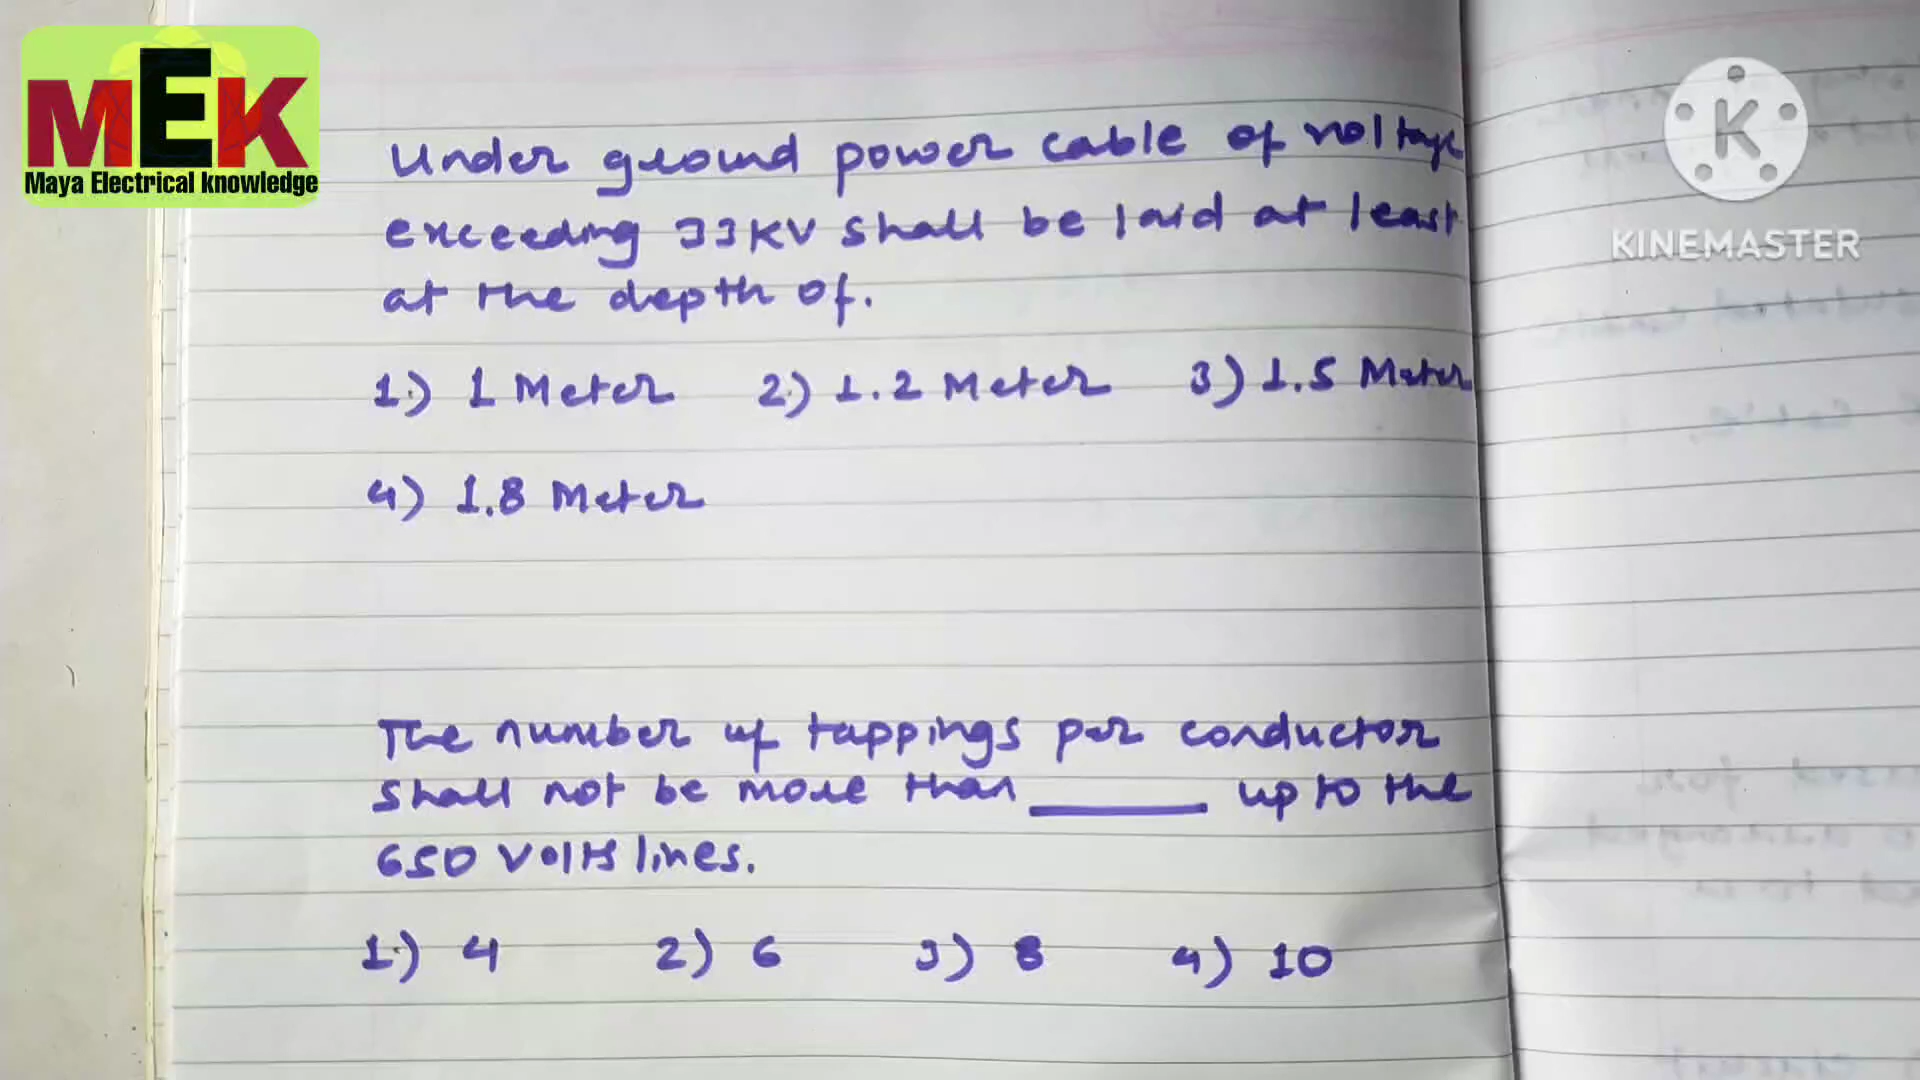 MEK
Maya Electrical knowledge
K
KINEMASTER
Under ground power cable of voltage
exceeding 33KV shall be laid at least
at the depth of.
1.) 1 Meter 2.) 1.2 Meter 3) 1.5 Meter
4) 1.8 Meter
The number of tappings per conductor
shall not be more than ______ up to the
650 Volts lines.
1.) 4 2) 6 3) 8 4) 10